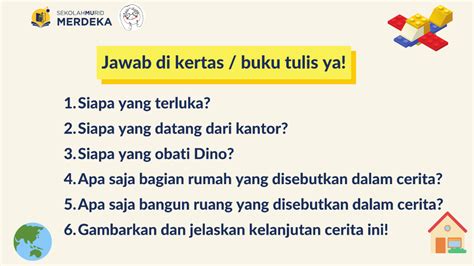 SEKOLAHMURID
MERDEKA
Jawab di kertas / buku tulis ya!
1. Siapa yang terluka?
2. Siapa yang datang dari kantor?
3. Siapa yang obati Dino?
4. Apa saja bagian rumah yang disebutkan dalam cerita?
5. Apa saja bangun ruang yang disebutkan dalam cerita?
6. Gambarkan dan jelaskan kelanjutan cerita ini!